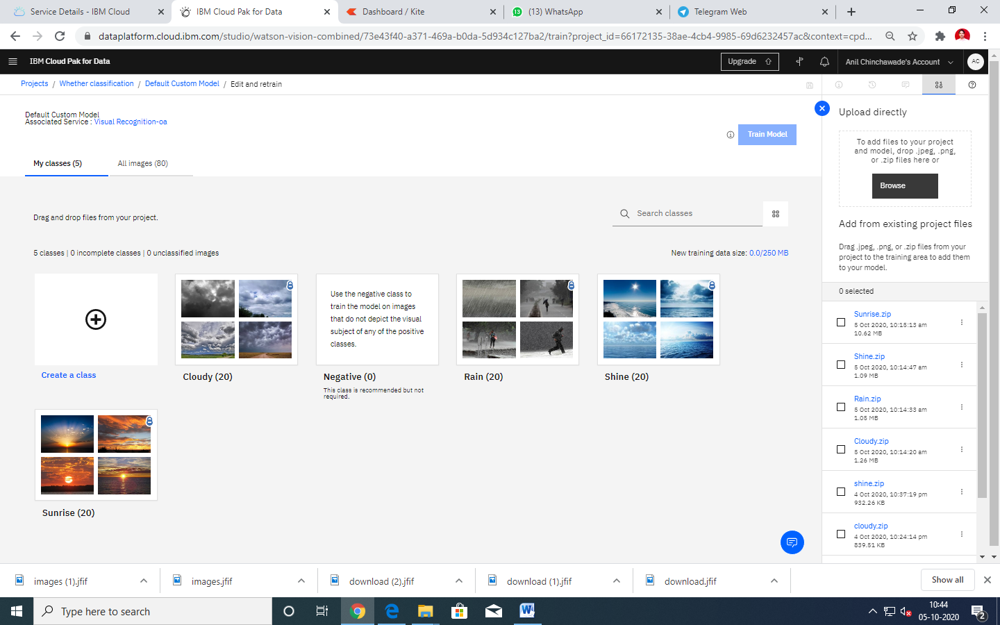 Service Details - IBM Cloud
IBM Cloud Pak for Data
Dashboard / Kite
(13) WhatsApp
Telegram Web
dataplatform.cloud.ibm.com/studio/watson-vision-combined/73e43f40-a371-469a-b0da-5d934c127ba2/train?project_id=66172135-38ae-4cb4-9985-69d6232457ac&context=cpd...
IBM Cloud Pak for Data
Upgrade
Anil Chinchawade's Account
AC
Projects / Whether classification / Default Custom Model / Edit and retrain
Default Custom Model
Associated Service : Visual Recognition-oa
Train Model
My classes (5)
All images (80)
Drag and drop files from your project.
Search classes
5 classes | 0 incomplete classes | 0 unclassified images
New training data size: 0.0/250 MB
Create a class
Cloudy (20)
Use the negative class to
train the model on images
that do not depict the visual
subject of any of the positive
classes.
Negative (0)
This class is recommended but not
required.
Rain (20)
Shine (20)
Sunrise (20)
Upload directly
To add files to your project
and model, drop .jpeg, .png,
or .zip files here or
Browse
Add from existing project files
Drag .jpeg, .png, or .zip files from your
project to the training area to add them
to your model.
0 selected
Sunrise.zip
5 Oct 2020, 10:15:13 am
10.62 MB
Shine.zip
5 Oct 2020, 10:14:47 am
1.09 MB
Rain.zip
5 Oct 2020, 10:14:33 am
1.05 MB
Cloudy.zip
5 Oct 2020, 10:14:20 am
1.26 MB
shine.zip
4 Oct 2020, 10:37:19 pm
932.26 KB
cloudy.zip
4 Oct 2020, 10:24:14 pm
839.51 KB
images (1).jfif
images.jfif
download (2).jfif
download (1).jfif
download.jfif
Show all
Type here to search
10:44
05-10-2020
2